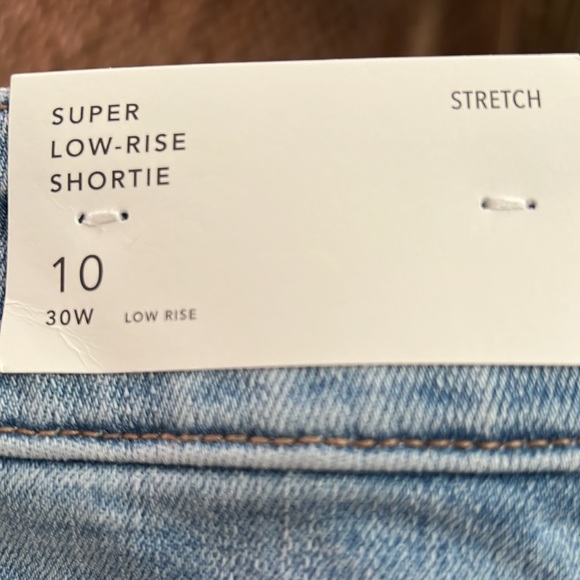 SUPER
LOW-RISE
SHORTIE
STRETCH
10
30W LOW RISE